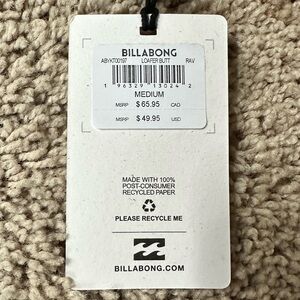 BILLABONG
ABYKT00197 LOAFER BUTT RAV
1 96329 13024 2
MEDIUM
MSRP $ 65.95 CAD
MSRP $ 49.95 USD
MADE WITH 100%
POST-CONSUMER
RECYCLED PAPER
PLEASE RECYCLE ME
BILLABONG.COM